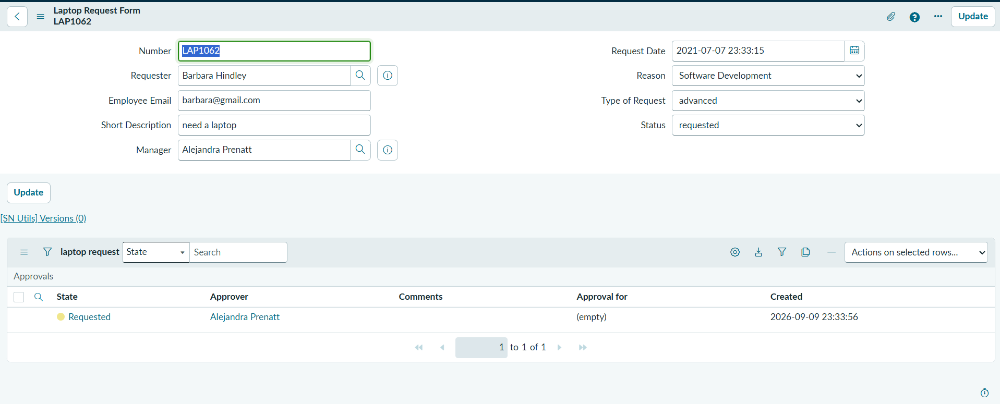 Laptop Request Form
LAP1062
Update
Number LAP1062
Requester Barbara Hindley
Employee Email barbara@gmail.com
Short Description need a laptop
Manager Alejandra Prenatt
Request Date 2021-07-07 23:33:15
Reason Software Development
Type of Request advanced
Status requested
Update
[SN Utils] Versions (0)
laptop request State Search Actions on selected rows...
Approvals
State Approver Comments Approval for Created
Requested Alejandra Prenatt (empty) 2026-09-09 23:33:56
1 to 1 of 1